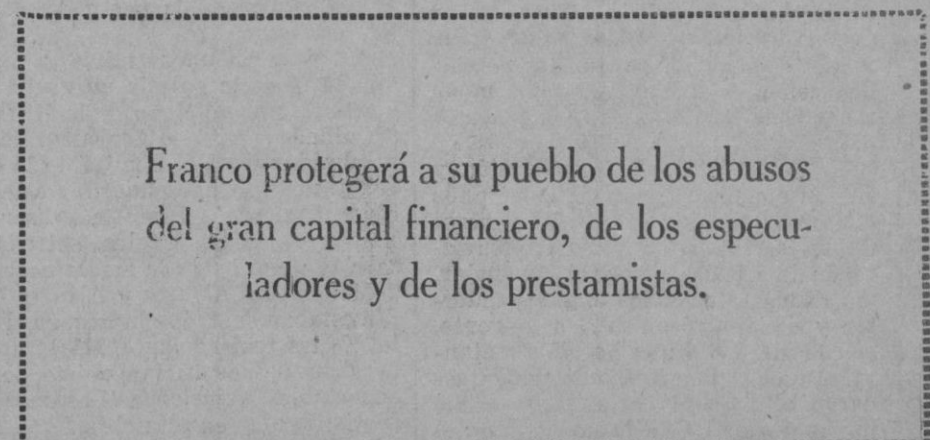 Franco protegerá a su pueblo de los abusos
del gran capital financiero, de los especu-
ladores y de los prestamistas.